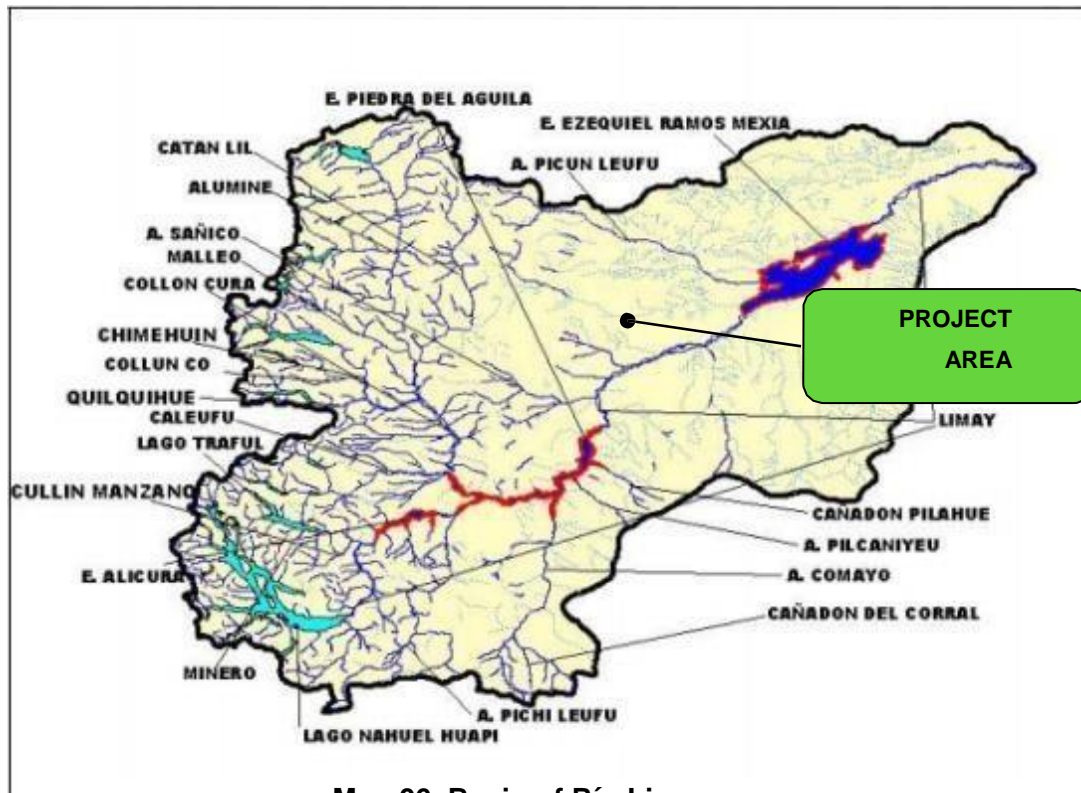 E. PIEDRA DEL AGUILA
E. EZEQUIEL RAMOS MEXIA
CATAN LIL
A. PICUN LEUFU
ALUMINE
A. SAÑICO
MALLEO
COLLON CURA
CHIMEHUIN
COLLUN CO
QUILQUIHUE
CALEUFU
LAGO TRAFUL
CULLIN MANZANO
PROJECT
AREA
LIMAY
CAÑADON PILAHUE
A. PILCANIYEU
E. ALICURA
A. COMAYO
CAÑADON DEL CORRAL
MINERO
A. PICHI LEUFU
LAGO NAHUEL HUAPI